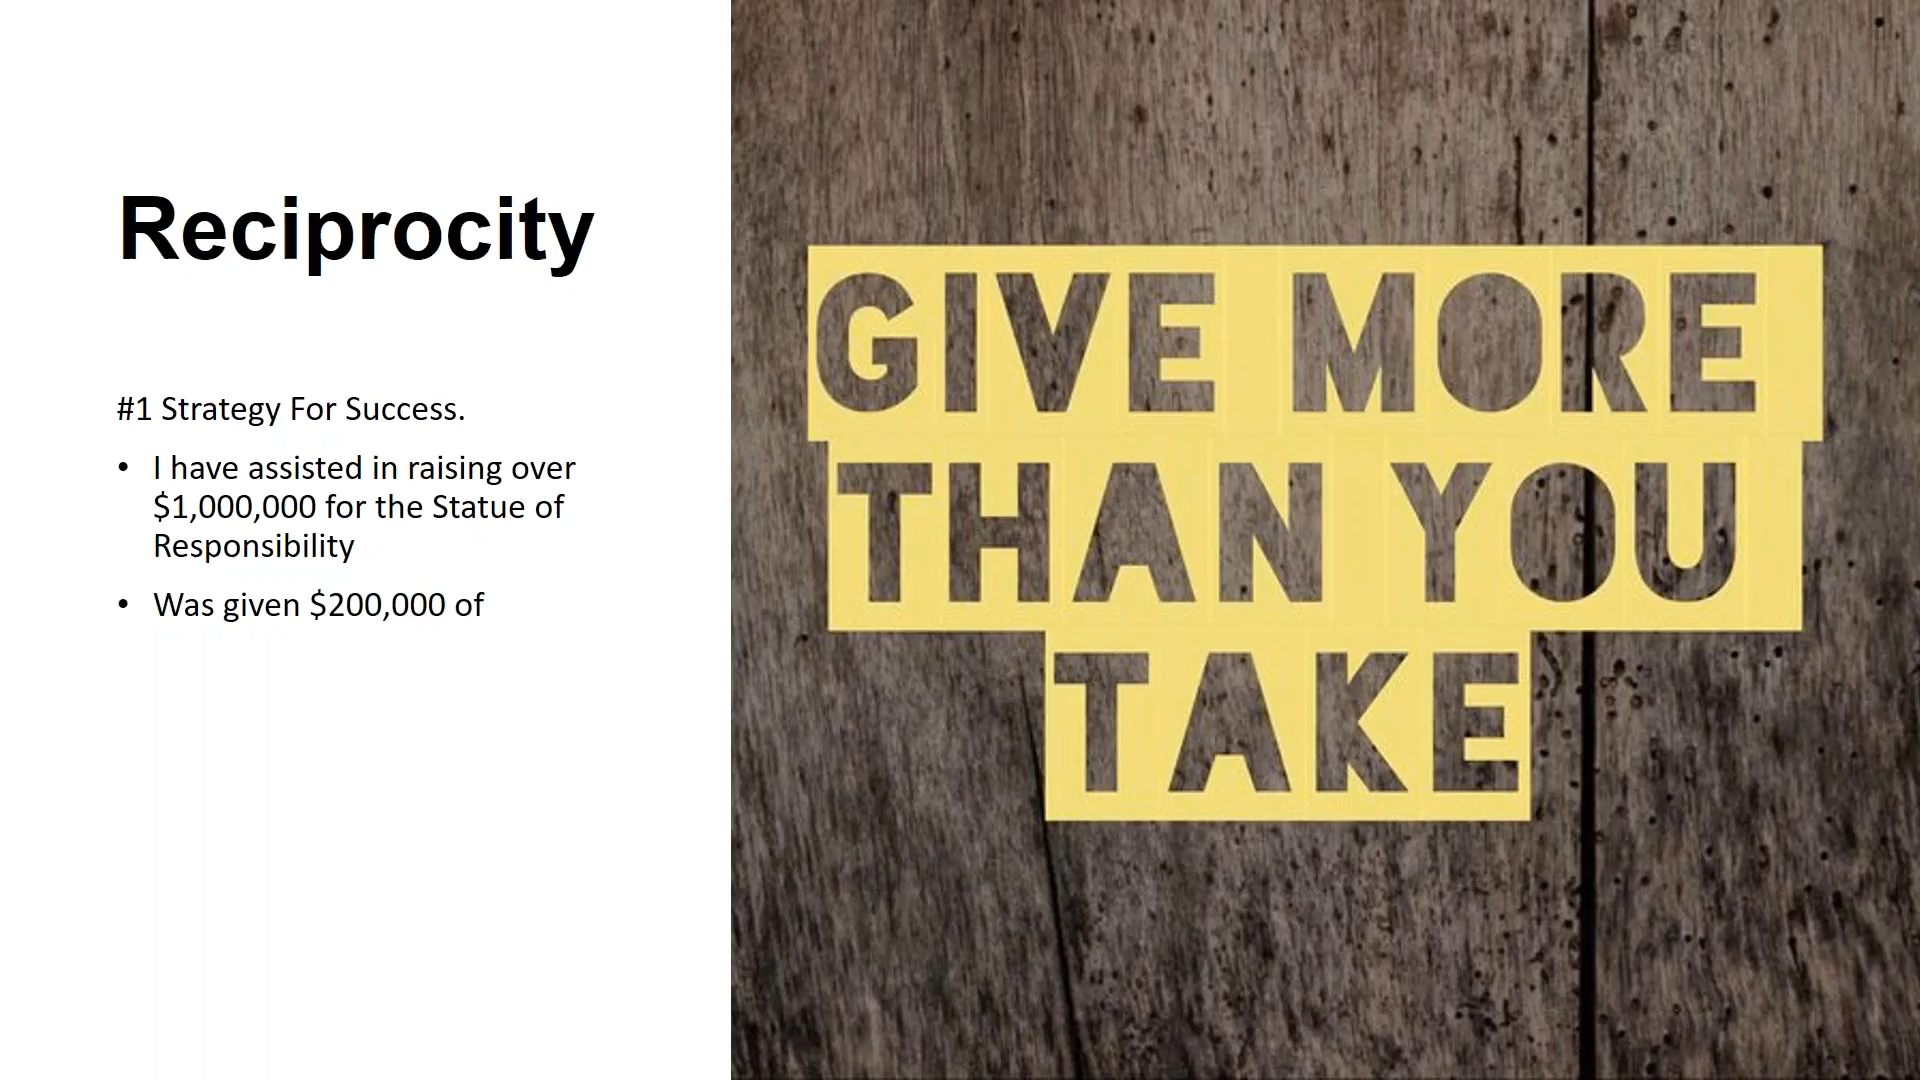 Reciprocity
#1 Strategy For Success.
• I have assisted in raising over
$1,000,000 for the Statue of
Responsibility
• Was given $200,000 of
GIVE MORE
THAN YOU
TAKE